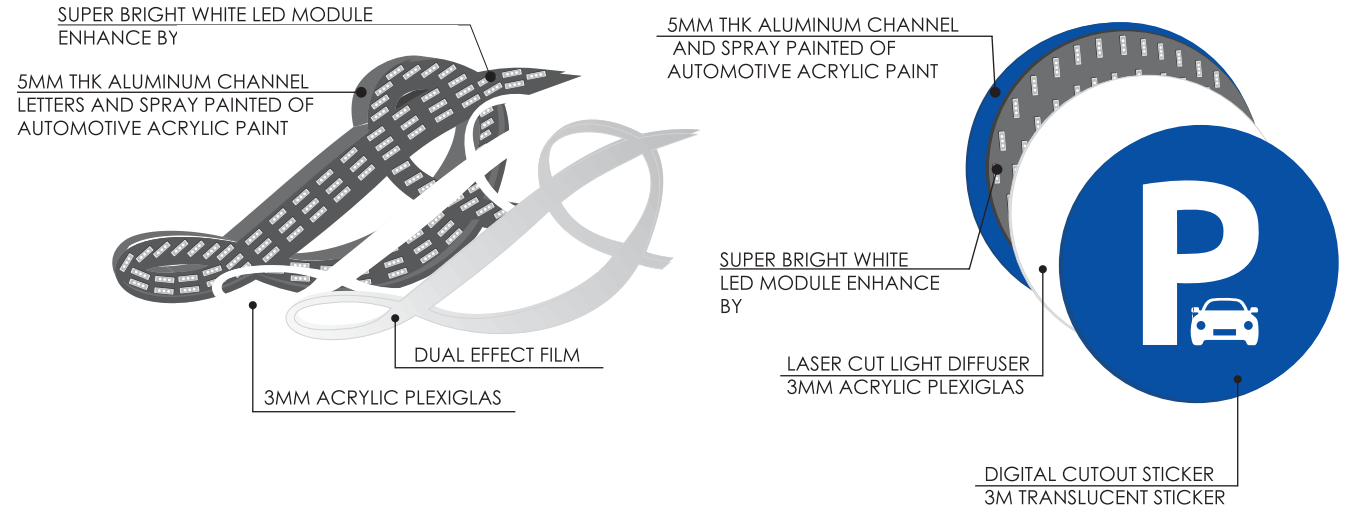 SUPER BRIGHT WHITE LED MODULE
ENHANCE BY
5MM THK ALUMINUM CHANNEL
LETTERS AND SPRAY PAINTED OF
AUTOMOTIVE ACRYLIC PAINT
DUAL EFFECT FILM
3MM ACRYLIC PLEXIGLAS
5MM THK ALUMINUM CHANNEL
AND SPRAY PAINTED OF
AUTOMOTIVE ACRYLIC PAINT
SUPER BRIGHT WHITE
LED MODULE ENHANCE
BY
P
LASER CUT LIGHT DIFFUSER
3MM ACRYLIC PLEXIGLAS
DIGITAL CUTOUT STICKER
3M TRANSLUCENT STICKER